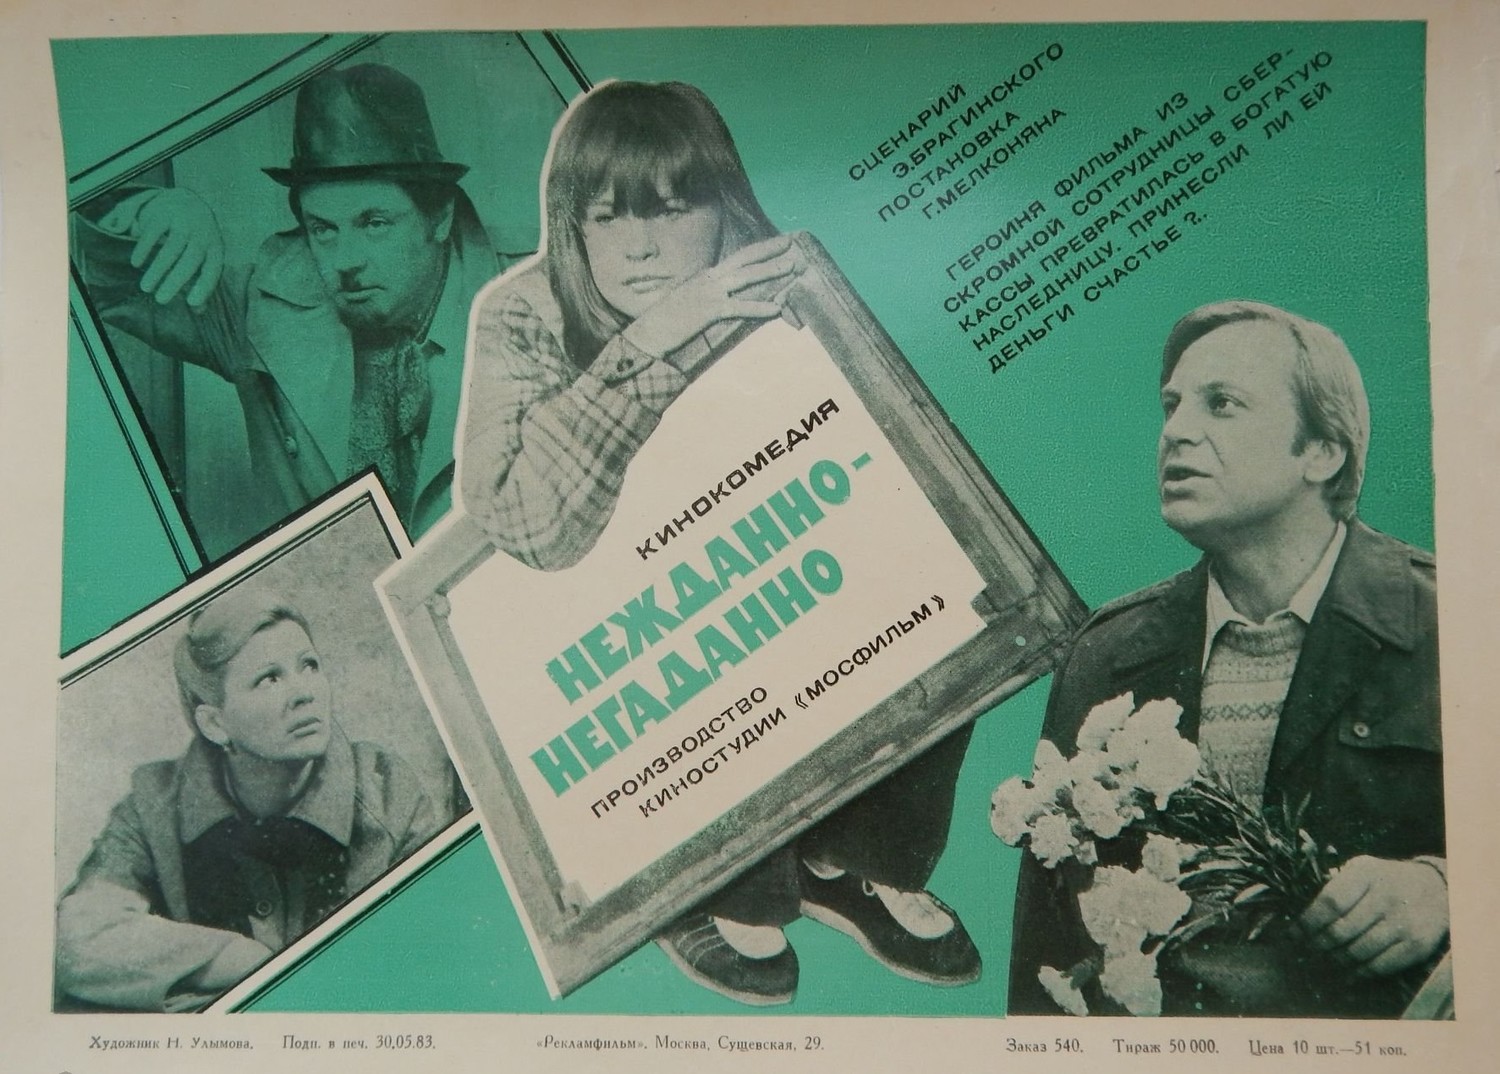 СЦЕНАРИЙ
Э.БРАГИНСКОГО
ПОСТАНОВКА
Г.МЕЛКОНЯНА
ГЕРОИНЯ ФИЛЬМА ИЗ
СКРОМНОЙ СОТРУДНИЦЫ СБЕР-
КАССЫ ПРЕВРАТИЛАСЬ В БОГАТУЮ
НАСЛЕДНИЦУ. ПРИНЕСЛИ ЛИ ЕЙ
ДЕНЬГИ СЧАСТЬЕ ?..
КИНОКОМЕДИЯ
НЕЖДАННО-
НЕГАДАННО
ПРОИЗВОДСТВО
КИНОСТУДИИ «МОСФИЛЬМ»
Художник Н. Улымова. Подп. в печ. 30.05.83. «Рекламфильм». Москва, Сущевская, 29. Заказ 540. Тираж 50 000. Цена 10 шт.—51 коп.